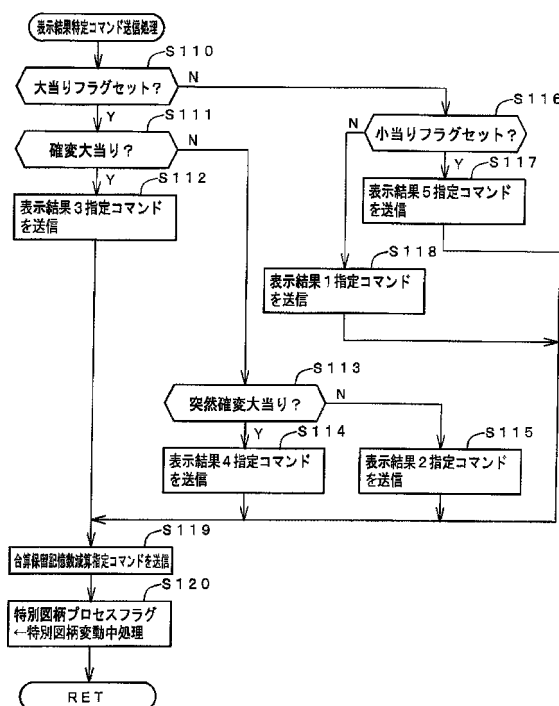 表示結果特定コマンド送信処理
S110
大当りフラグセット?
N
Y
S111
確変大当り?
N
Y
S112
表示結果3指定コマンド
を送信
S116
小当りフラグセット?
N
Y
S117
表示結果5指定コマンド
を送信
S118
表示結果1指定コマンド
を送信
S113
突然確変大当り?
N
Y
S114
表示結果4指定コマンド
を送信
S115
表示結果2指定コマンド
を送信
S119
合算保留記憶数減算指定コマンドを送信
S120
特別図柄プロセスフラグ
←特別図柄変動中処理
RET